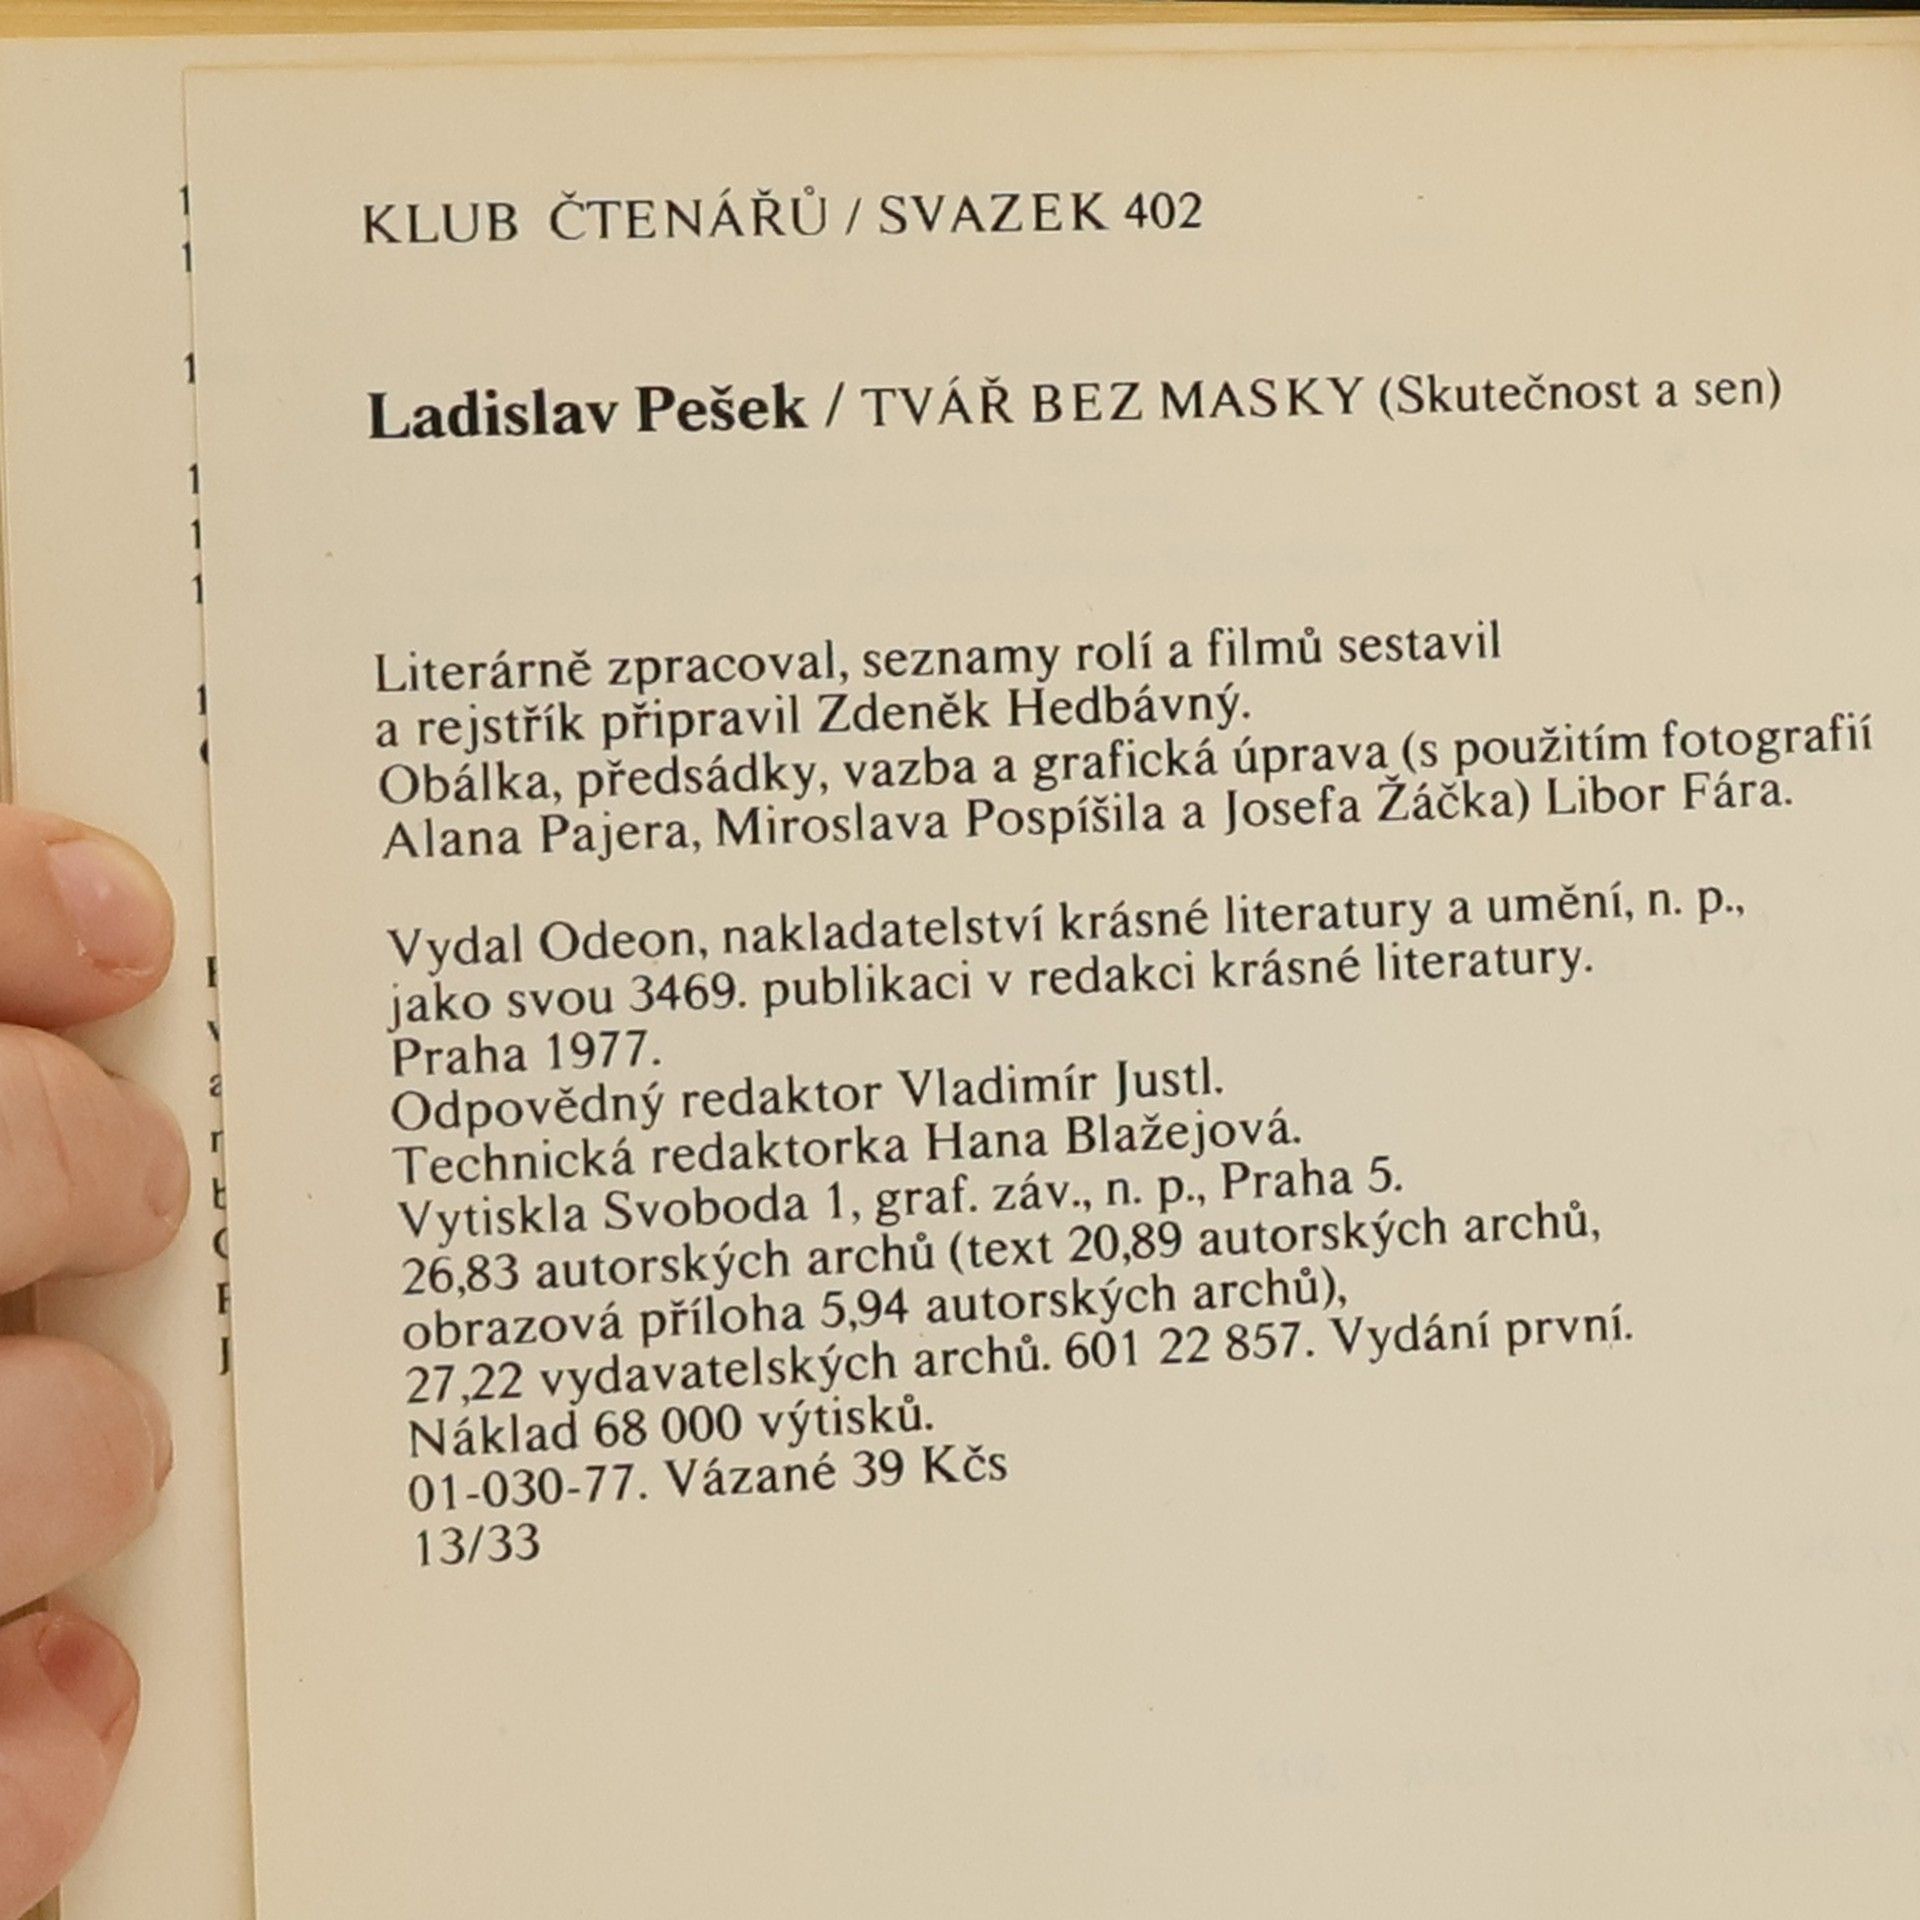 KLUB ČTENÁŘŮ / SVAZEK 402
Ladislav Pešek / TVÁŘ BEZ MASKY (Skutečnost a sen)
Literárně zpracoval, seznamy rolí a filmů sestavil
a rejstřík připravil Zdeněk Hedbávný.
Obálka, předsádky, vazba a grafická úprava (s použitím fotografií
Alana Pajera, Miroslava Pospíšila a Josefa Žáčka) Libor Fára.
Vydal Odeon, nakladatelství krásné literatury a umění, n. p.,
jako svou 3469. publikaci v redakci krásné literatury.
Praha 1977.
Odpovědný redaktor Vladimír Justl.
Technická redaktorka Hana Blažejová.
Vytiskla Svoboda 1, graf. záv., n. p., Praha 5.
26,83 autorských archů (text 20,89 autorských archů,
obrazová příloha 5,94 autorských archů),
27,22 vydavatelských archů. 601 22 857. Vydání první.
Náklad 68 000 výtisků.
01-030-77. Vázané 39 Kčs
13/33